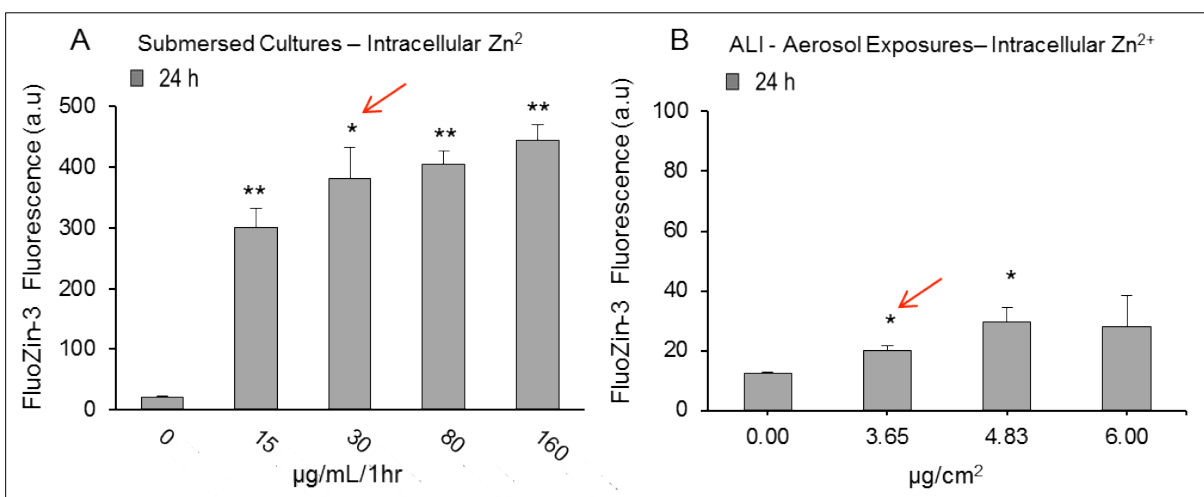 A Submersed Cultures – Intracellular Zn²
24 h
FluoZin-3 Fluorescence (a.u)
500
400
300
200
100
0
**
*
**
**
0 15 30 80 160
µg/mL/1hr
B ALI - Aerosol Exposures– Intracellular Zn²⁺
24 h
FluoZin-3 Fluorescence (a.u)
100
80
60
40
20
0
*
*
0.00 3.65 4.83 6.00
µg/cm²